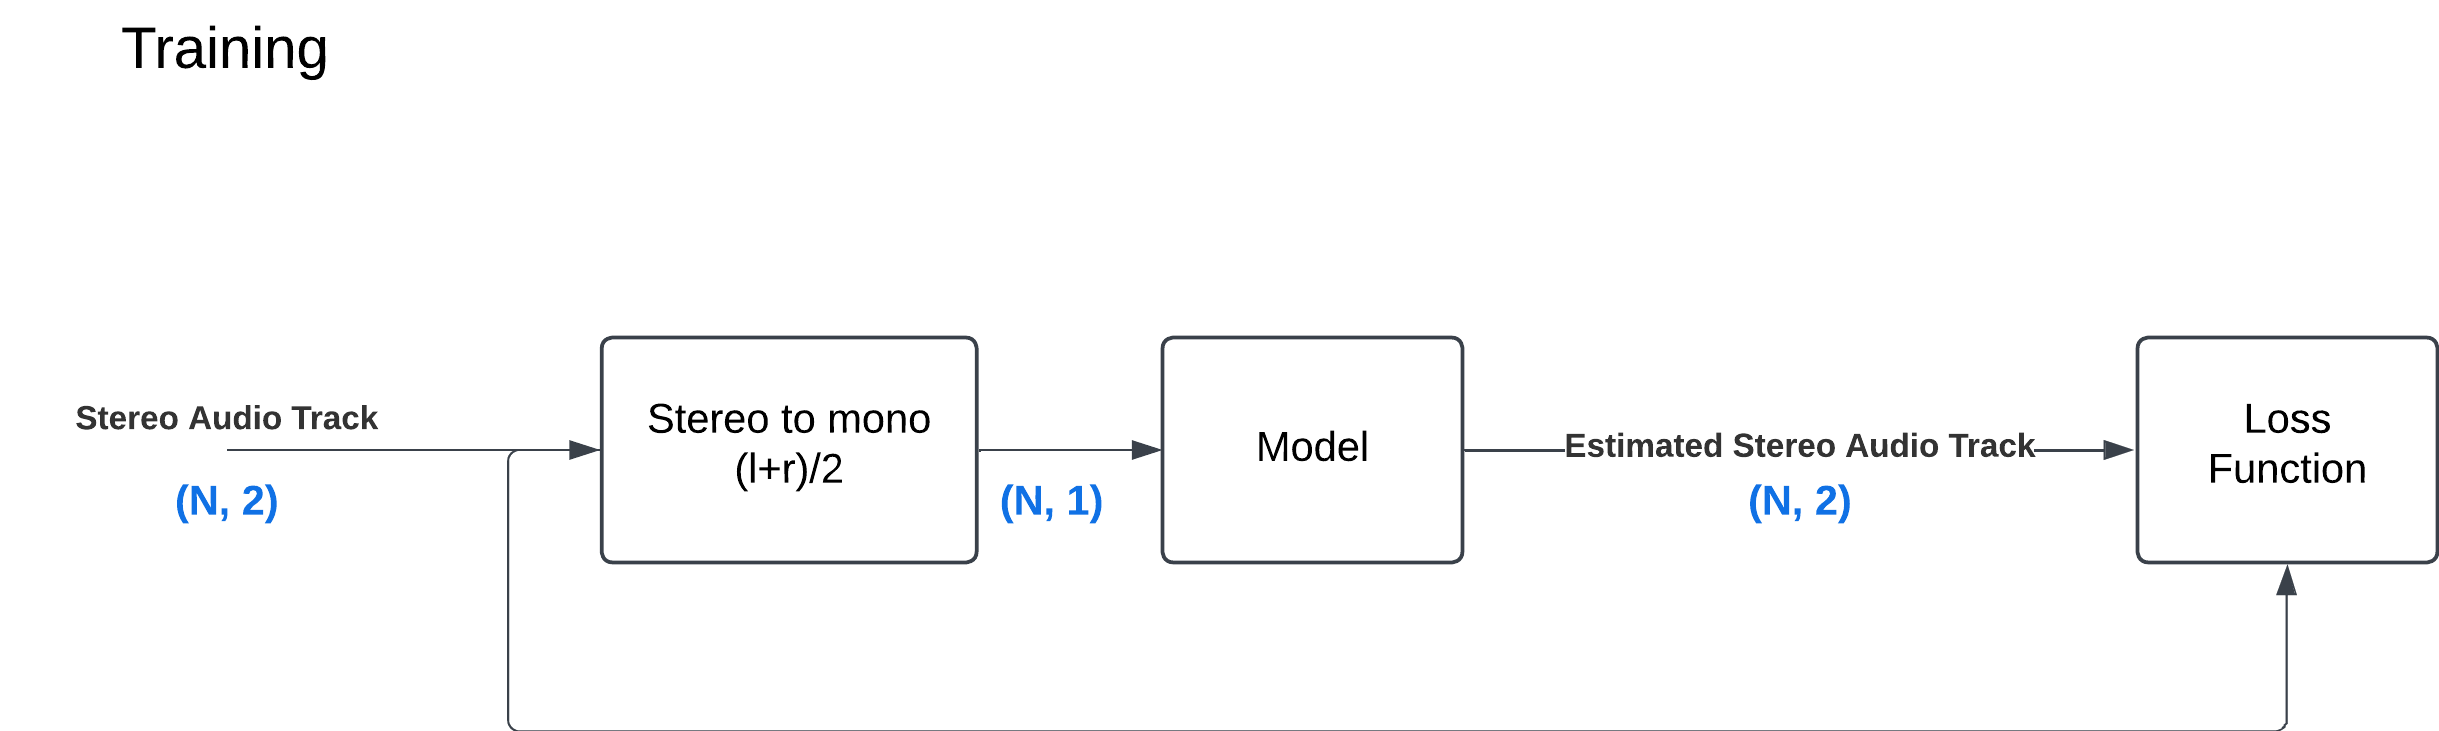 Training
Stereo Audio Track
(N, 2)
Stereo to mono
(l+r)/2
(N, 1)
Model
Estimated Stereo Audio Track
(N, 2)
Loss
Function